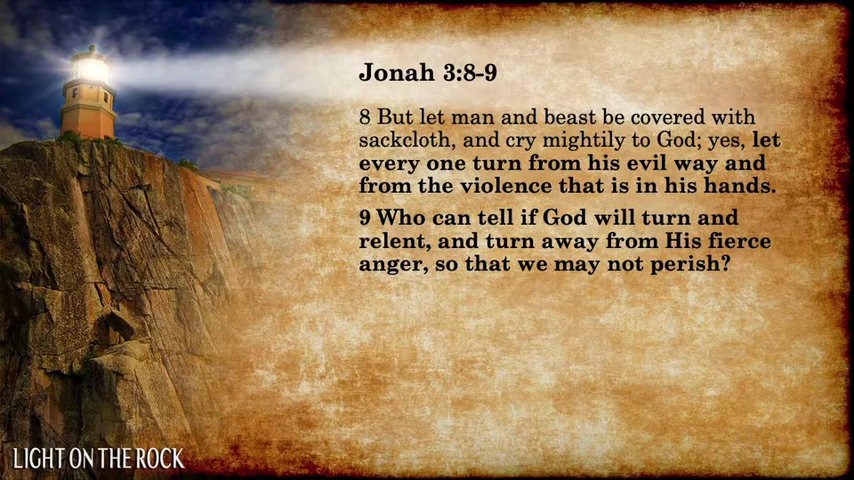 Jonah 3:8-9
8 But let man and beast be covered with
sackcloth, and cry mightily to God; yes, let
every one turn from his evil way and
from the violence that is in his hands.
9 Who can tell if God will turn and
relent, and turn away from His fierce
anger, so that we may not perish?
LIGHT ON THE ROCK